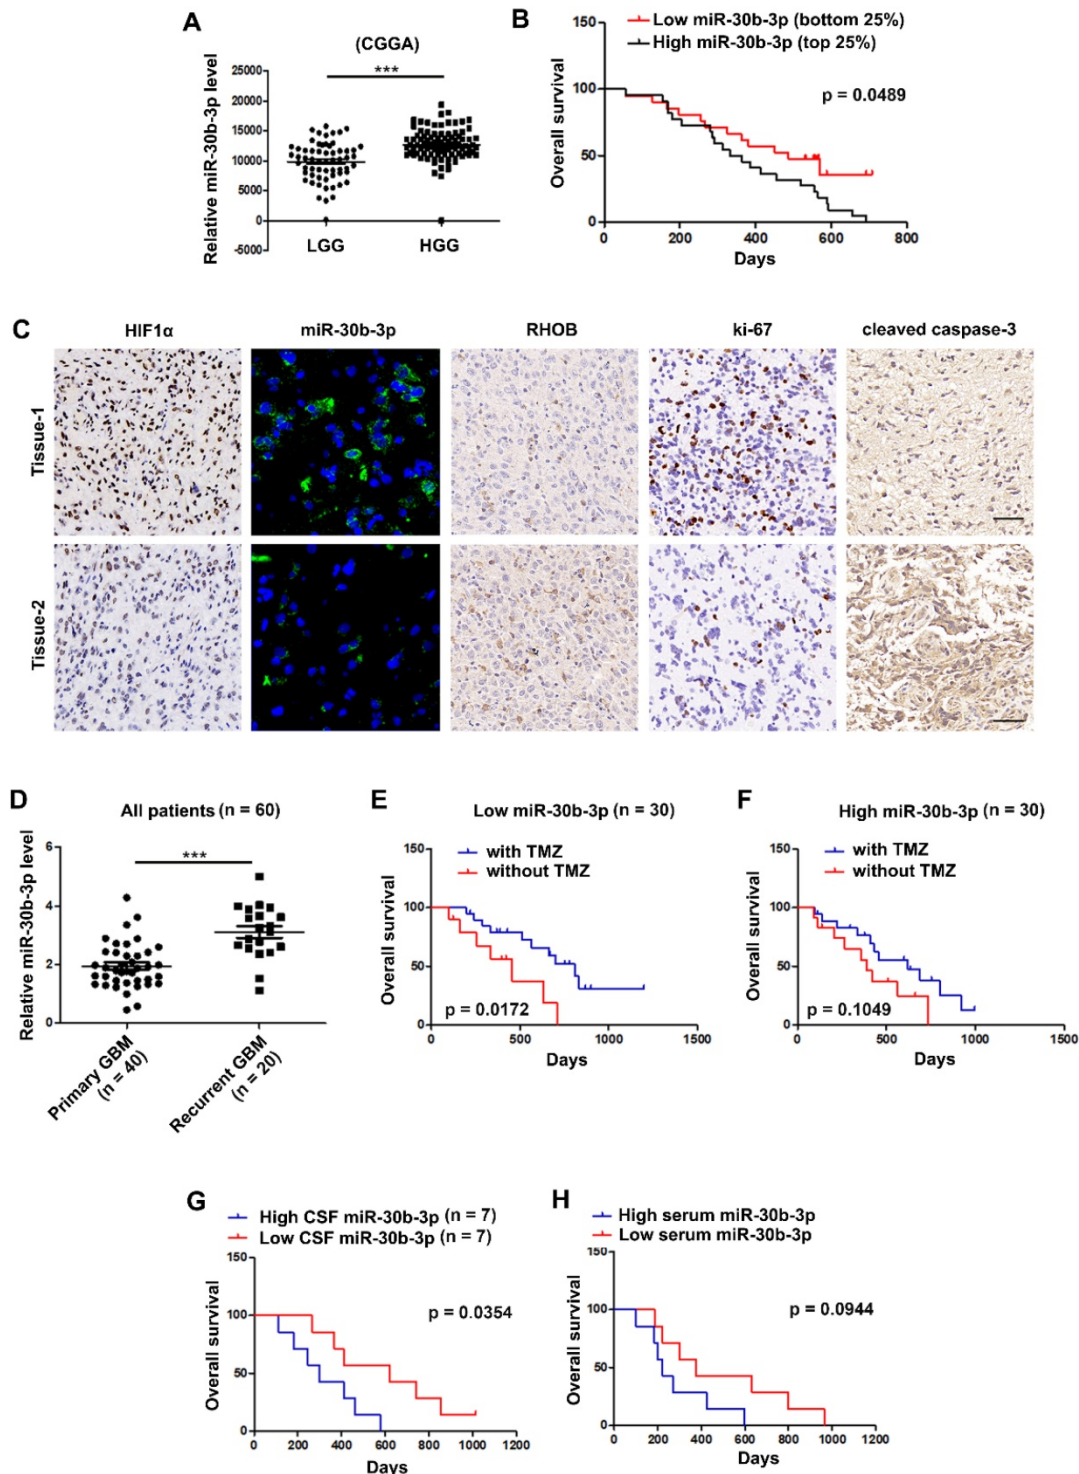 A
(CGGA)
***
Relative miR-30b-3p level
25000
20000
15000
10000
5000
0
-5000
LGG
HGG
B
Low miR-30b-3p (bottom 25%)
High miR-30b-3p (top 25%)
p = 0.0489
Overall survival
150
100
50
0
0
200
400
600
800
Days
C
HIF1α
miR-30b-3p
RHOB
ki-67
cleaved caspase-3
Tissue-1
Tissue-2
D
All patients (n = 60)
***
Relative miR-30b-3p level
6
4
2
0
Primary GBM
(n = 40)
Recurrent GBM
(n = 20)
E
Low miR-30b-3p (n = 30)
with TMZ
without TMZ
Overall survival
150
100
50
0
p = 0.0172
0
500
1000
1500
Days
F
High miR-30b-3p (n = 30)
with TMZ
without TMZ
Overall survival
150
100
50
0
p = 0.1049
0
500
1000
1500
Days
G
High CSF miR-30b-3p (n = 7)
Low CSF miR-30b-3p (n = 7)
Overall survival
150
100
50
0
p = 0.0354
0
200
400
600
800
1000
1200
Days
H
High serum miR-30b-3p
Low serum miR-30b-3p
Overall survival
150
100
50
0
p = 0.0944
0
200
400
600
800
1000
1200
Days